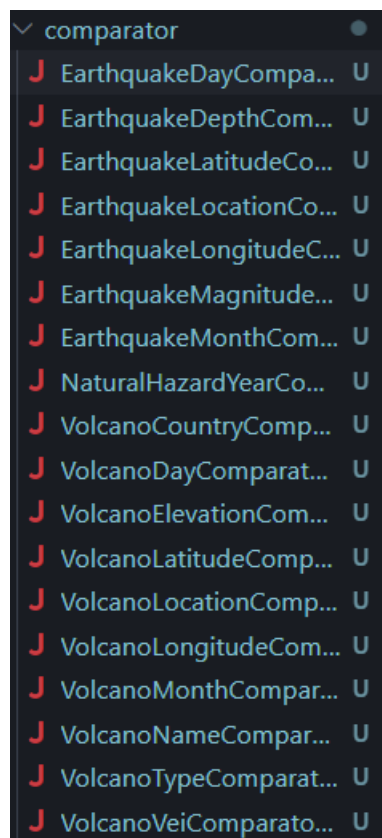 comparator
J EarthquakeDayCompa... U
J EarthquakeDepthCom... U
J EarthquakeLatitudeCo... U
J EarthquakeLocationCo... U
J EarthquakeLongitudeC... U
J EarthquakeMagnitude... U
J EarthquakeMonthCom... U
J NaturalHazardYearCo... U
J VolcanoCountryComp... U
J VolcanoDayComparat... U
J VolcanoElevationCom... U
J VolcanoLatitudeComp... U
J VolcanoLocationComp... U
J VolcanoLongitudeCom... U
J VolcanoMonthCompar... U
J VolcanoNameCompar... U
J VolcanoTypeComparat... U
J VolcanoVeiComparato... U